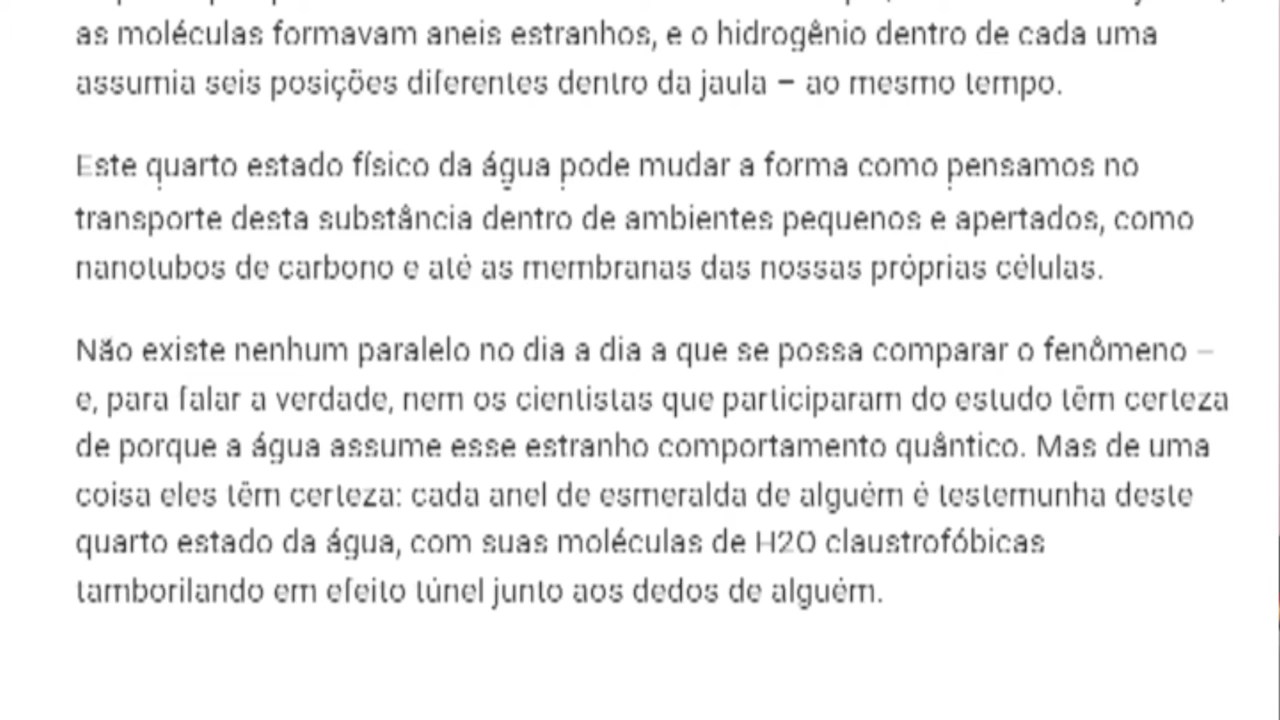 as moléculas formavam aneis estranhos, e o hidrogênio dentro de cada uma
assumia seis posições diferentes dentro da jaula – ao mesmo tempo.
Este quarto estado físico da água pode mudar a forma como pensamos no
transporte desta substância dentro de ambientes pequenos e apertados, como
nanotubos de carbono e até as membranas das nossas próprias células.
Não existe nenhum paralelo no dia a dia a que se possa comparar o fenômeno –
e, para falar a verdade, nem os cientistas que participaram do estudo têm certeza
de porque a água assume esse estranho comportamento quântico. Mas de uma
coisa eles têm certeza: cada anel de esmeralda de alguém é testemunha deste
quarto estado da água, com suas moléculas de H2O claustrofóbicas
tamborilando em efeito túnel junto aos dedos de alguém.